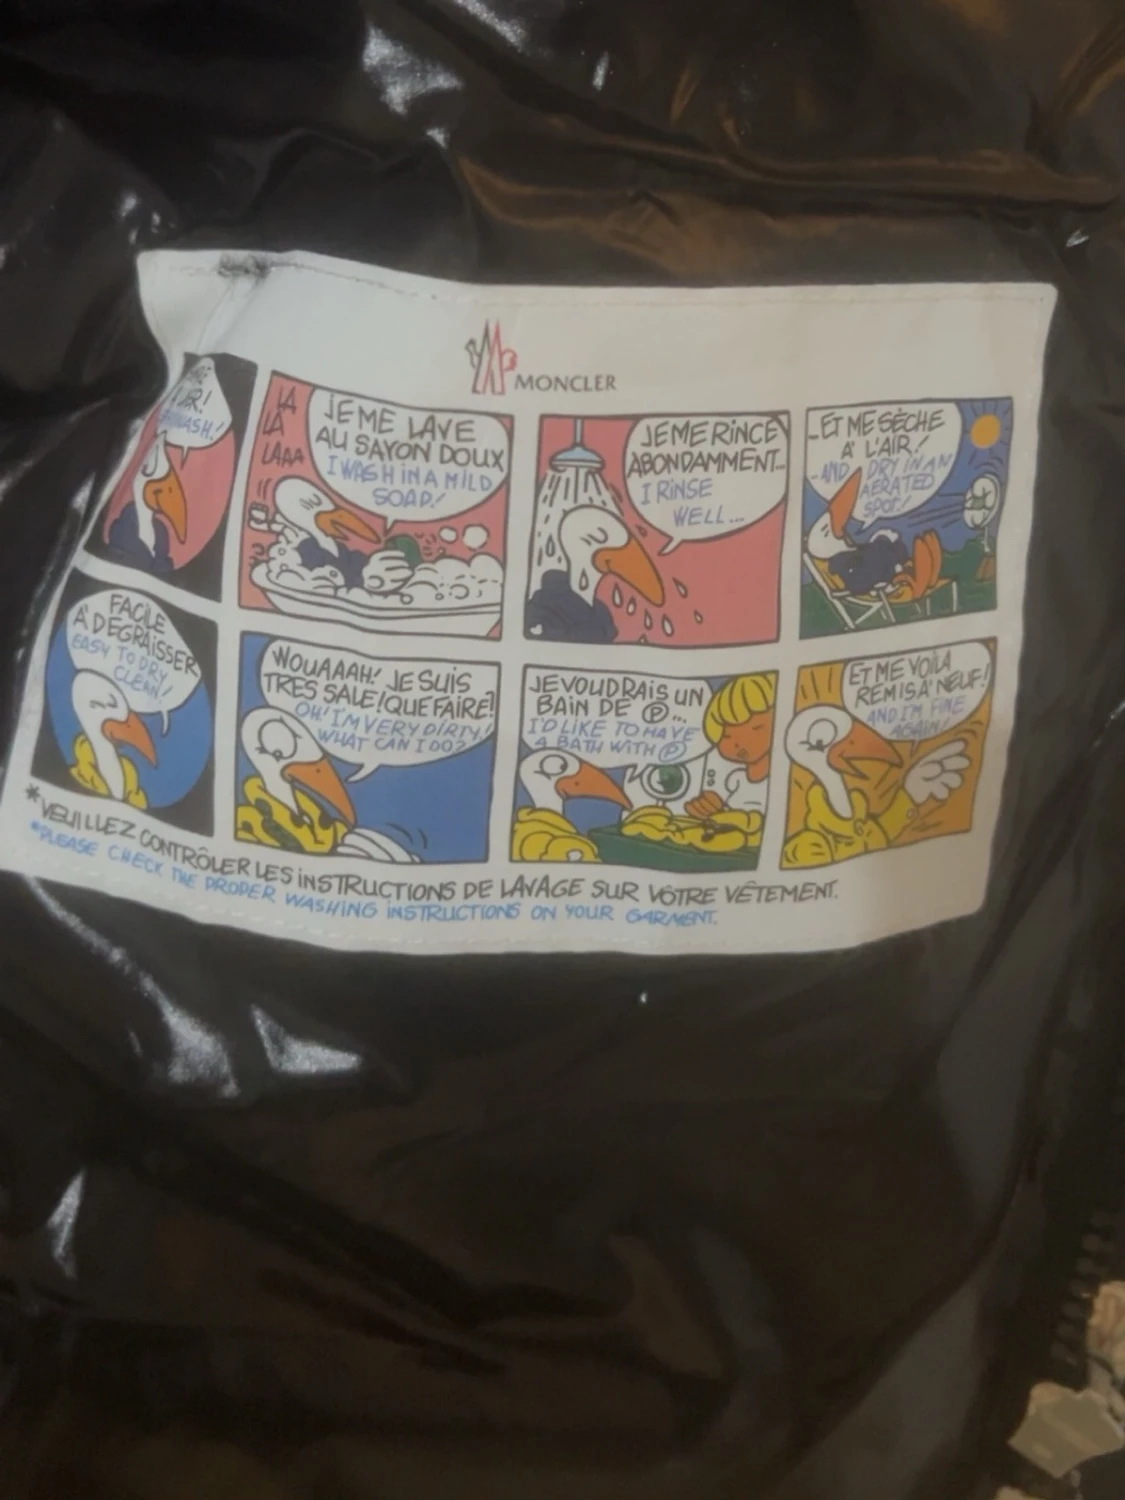 MONCLER
LA
LA
LAAA
JE ME LAVE
AU SAVON DOUX
I WASH IN A MILD
SOAP!
JE ME RINCE
ABONDAMMENT...
I RINSE
WELL...
...ET ME SÈCHE
À L'AIR!
...AND DRY IN AN
AERATED
SPOT!
FACILE
À DÉGRAISSER
EASY TO DRY
CLEAN!
WOUAAAH! JE SUIS
TRES SALE! QUE FAIRE?
OH! I'M VERY DIRTY!
WHAT CAN I DO?
JE VOUDRAIS UN
BAIN DE Ⓟ...
I'D LIKE TO HAVE
A BATH WITH Ⓟ
ET ME VOILA
REMIS À NEUF!
AND I'M FINE
AGAIN!
*VEUILLEZ CONTRÔLER LES INSTRUCTIONS DE LAVAGE SUR VÔTRE VÊTEMENT.
*PLEASE CHECK THE PROPER WASHING INSTRUCTIONS ON YOUR GARMENT.